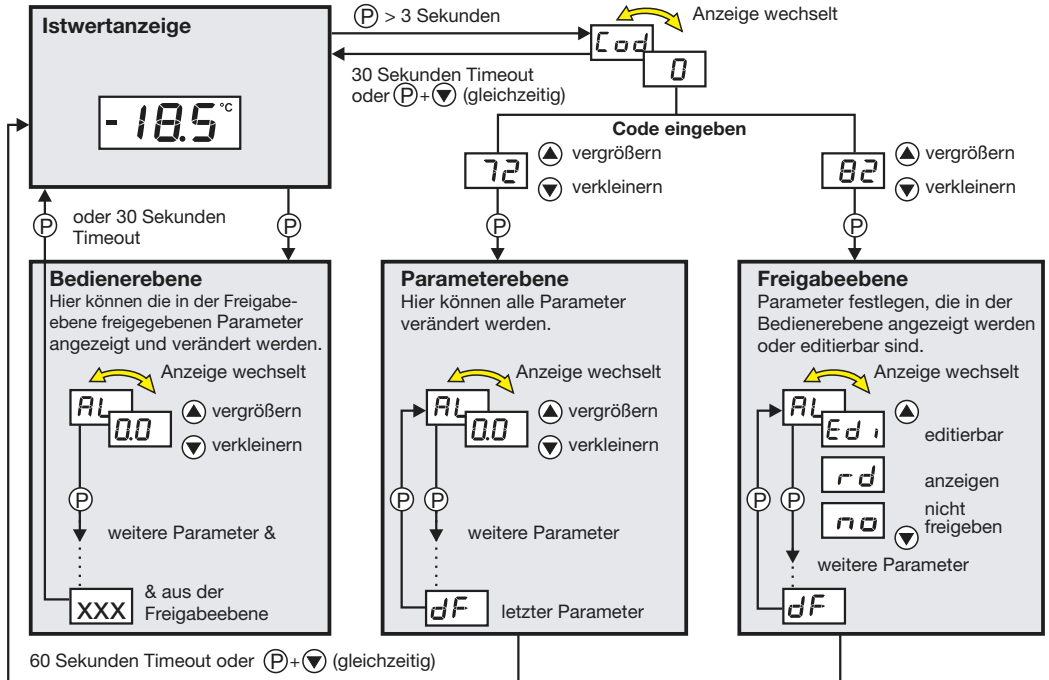 Istwertanzeige
- 18.5 °C
P > 3 Sekunden
30 Sekunden Timeout
oder P+▼ (gleichzeitig)
Anzeige wechselt
Cod
0
Code eingeben
72
▲ vergrößern
▼ verkleinern
82
▲ vergrößern
▼ verkleinern
P
oder 30 Sekunden
Timeout
P
P
P
Bedienerebene
Hier können die in der Freigabe-
ebene freigegebenen Parameter
angezeigt und verändert werden.
Anzeige wechselt
AL
0.0
▲ vergrößern
▼ verkleinern
P
weitere Parameter &
xxx
& aus der
Freigabeebene
Parameterebene
Hier können alle Parameter
verändert werden.
Anzeige wechselt
AL
0.0
▲ vergrößern
▼ verkleinern
P P
weitere Parameter
dF
letzter Parameter
Freigabeebene
Parameter festlegen, die in der
Bedienerebene angezeigt werden
oder editierbar sind.
Anzeige wechselt
AL
Edi
▲
editierbar
rd
anzeigen
no
nicht
freigeben
▼
P P
weitere Parameter
dF
60 Sekunden Timeout oder P+▼ (gleichzeitig)